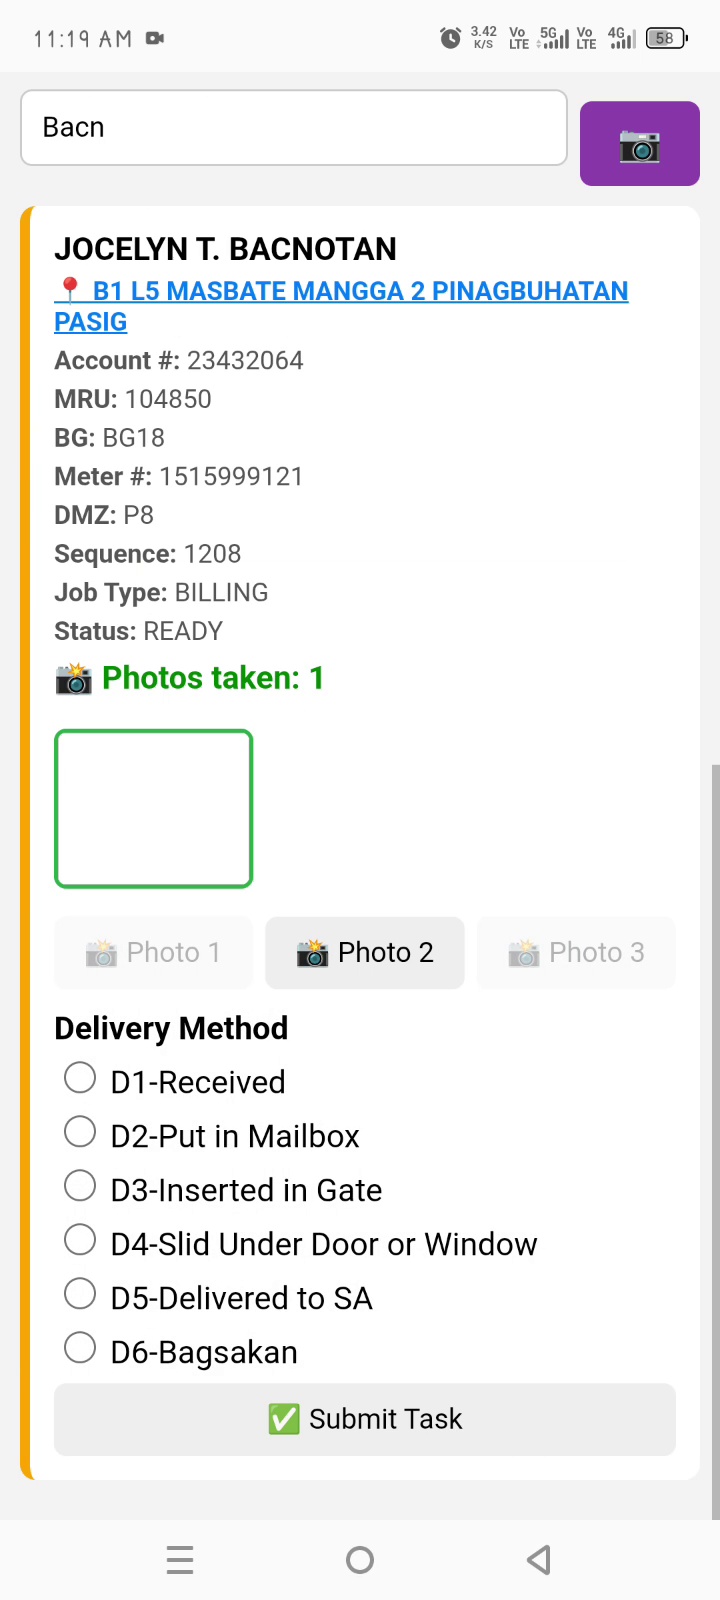 11:19 AM
3.42 K/S Vo LTE 5G Vo LTE 4G 58
Bacn
JOCELYN T. BACNOTAN
B1 L5 MASBATE MANGGA 2 PINAGBUHATAN
PASIG
Account #: 23432064
MRU: 104850
BG: BG18
Meter #: 1515999121
DMZ: P8
Sequence: 1208
Job Type: BILLING
Status: READY
📸 Photos taken: 1
📸 Photo 1 📸 Photo 2 📸 Photo 3
Delivery Method
D1-Received
D2-Put in Mailbox
D3-Inserted in Gate
D4-Slid Under Door or Window
D5-Delivered to SA
D6-Bagsakan
✅ Submit Task